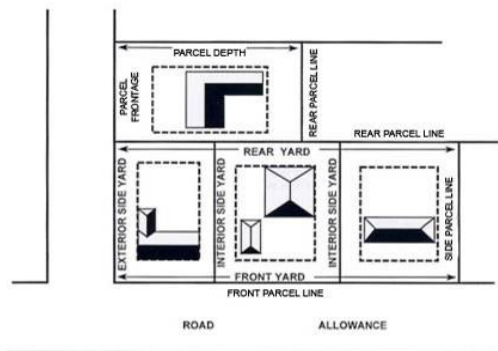 PARCEL DEPTH
PARCEL
FRONTAGE
REAR PARCEL LINE
REAR PARCEL LINE
REAR YARD
EXTERIOR SIDE YARD
INTERIOR SIDE YARD
INTERIOR SIDE YARD
SIDE PARCEL LINE
FRONT YARD
FRONT PARCEL LINE
ROAD ALLOWANCE